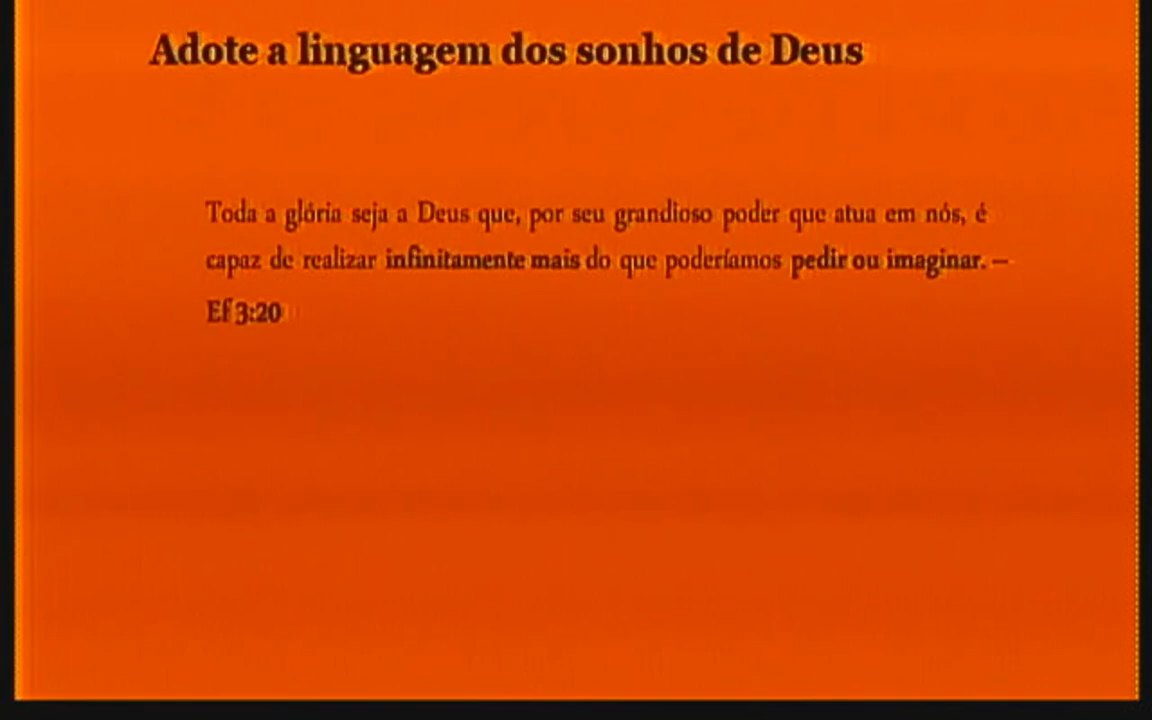 Adote a linguagem dos sonhos de Deus
Toda a glória seja a Deus que, por seu grandioso poder que atua em nós, é
capaz de realizar infinitamente mais do que poderíamos pedir ou imaginar. –
Ef 3:20